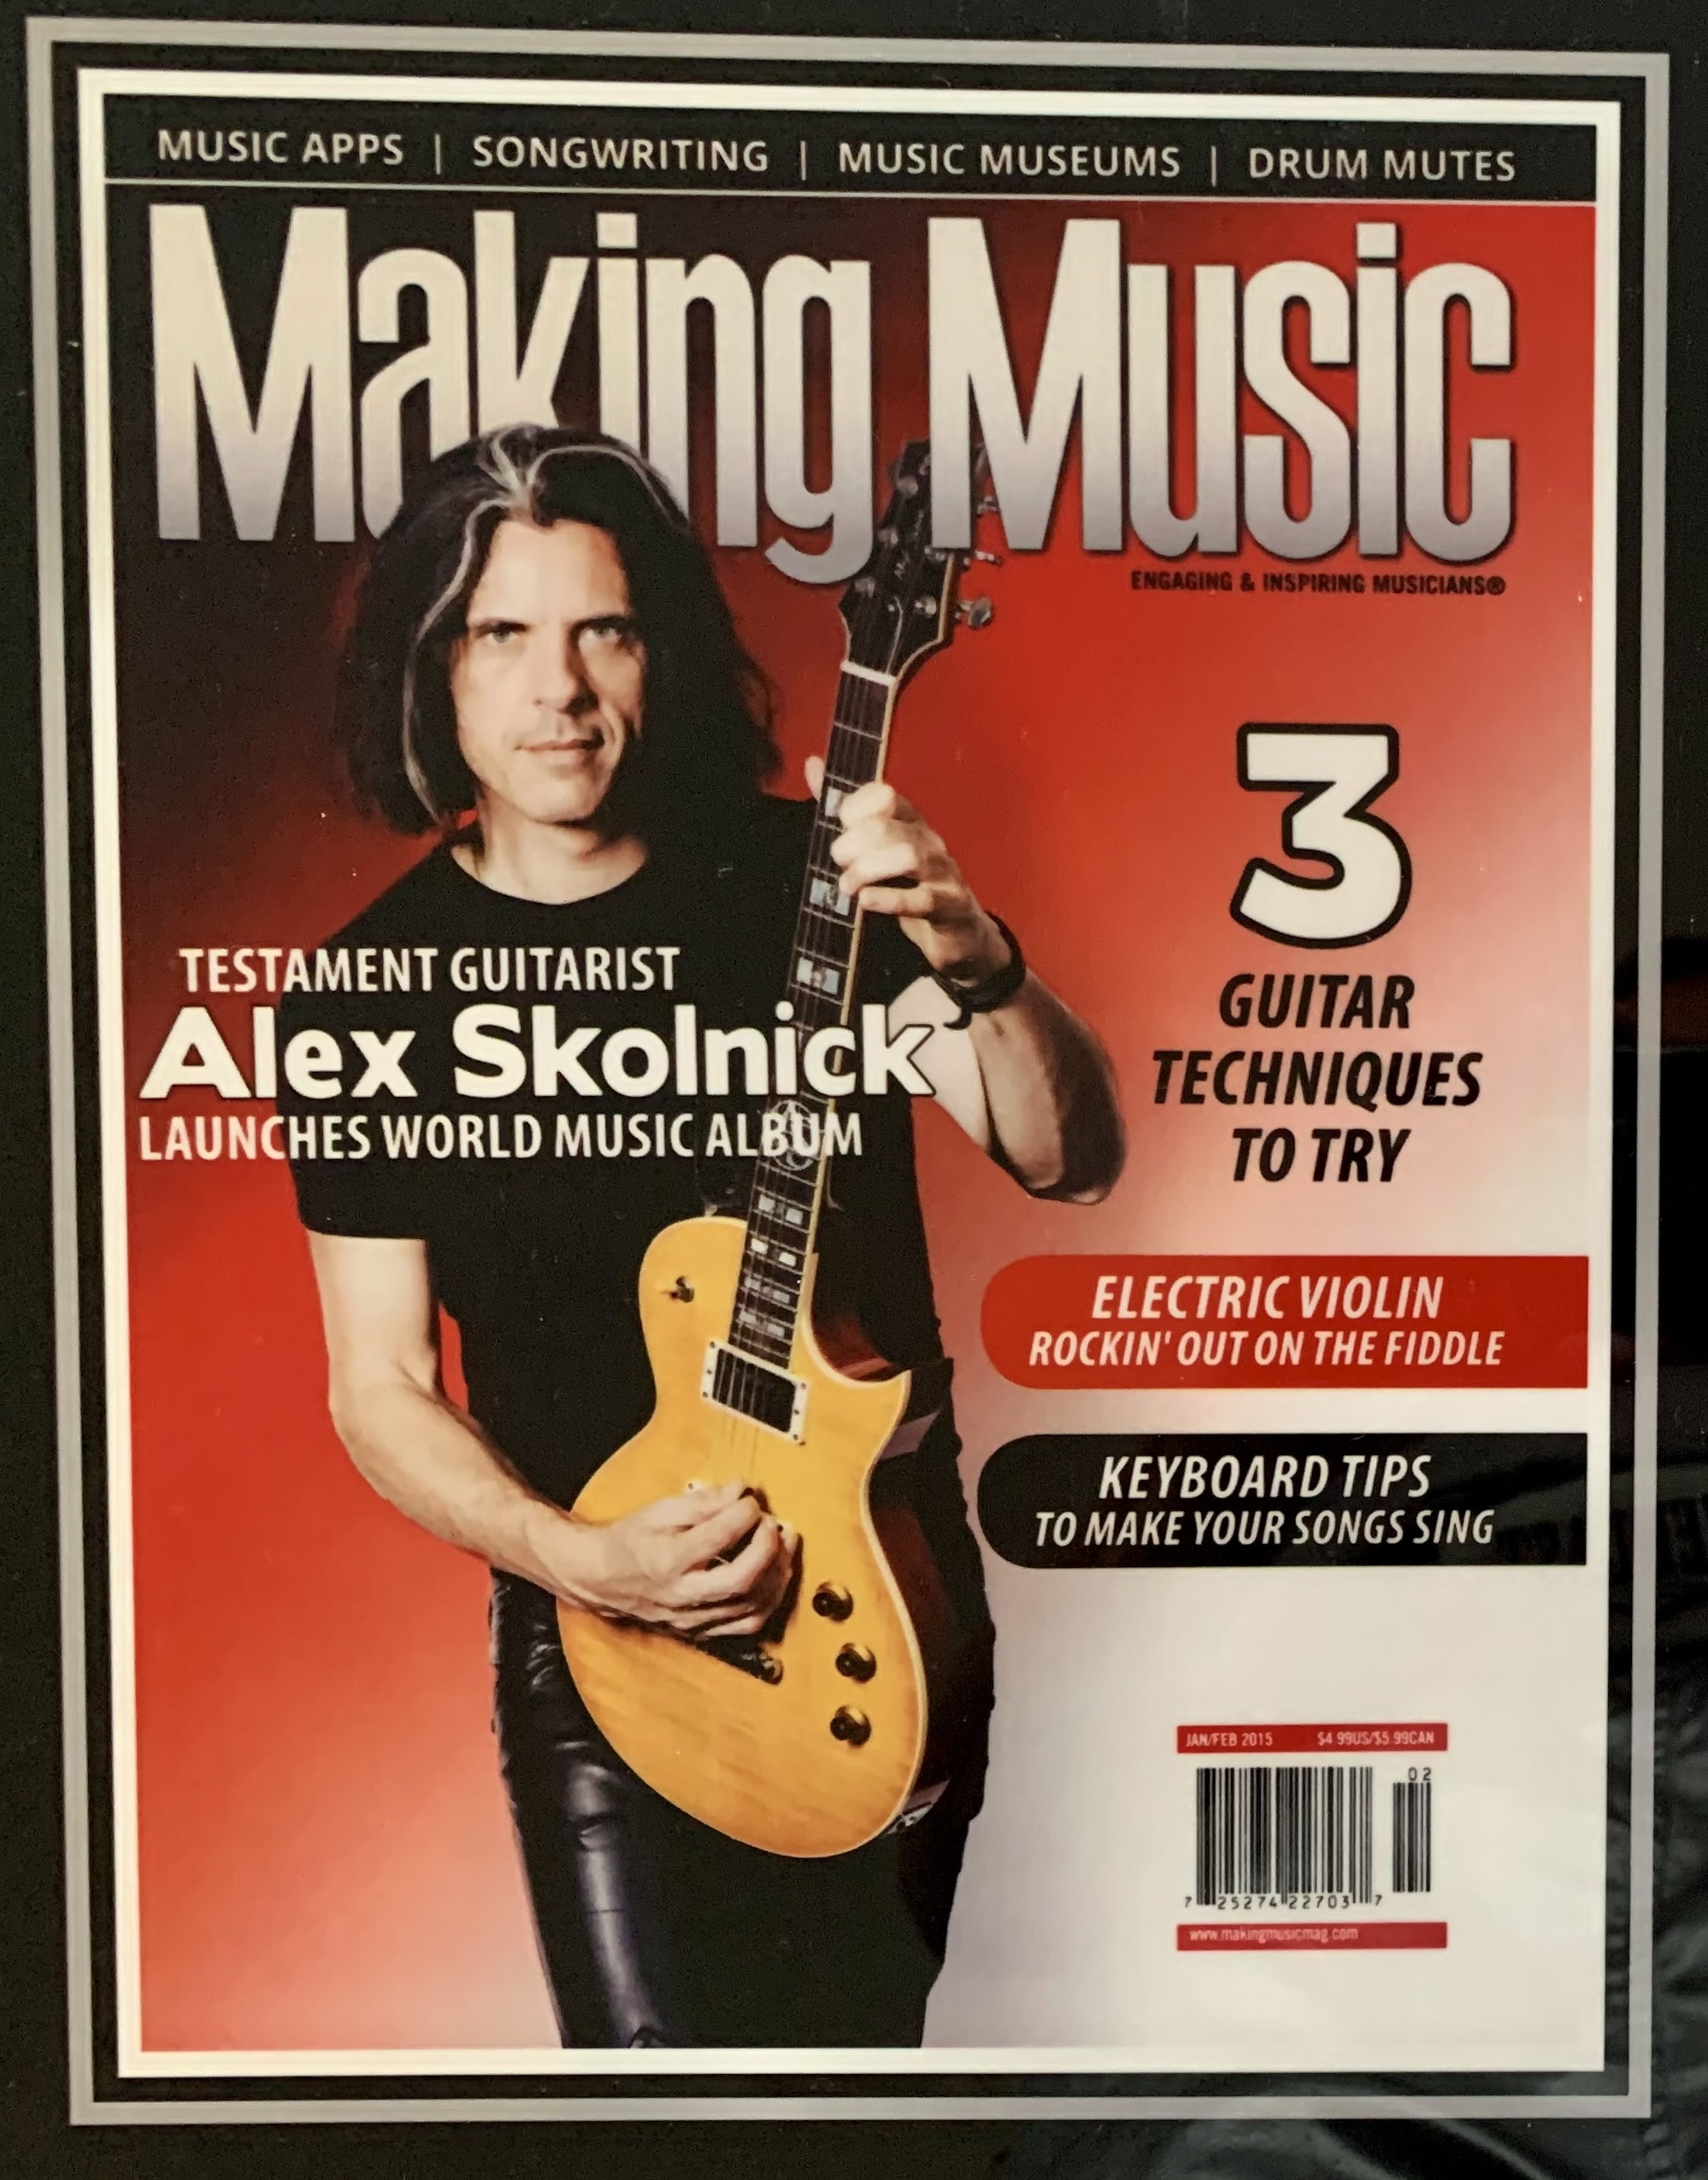 MUSIC APPS | SONGWRITING | MUSIC MUSEUMS | DRUM MUTES
Making Music
ENGAGING & INSPIRING MUSICIANS®
3
GUITAR
TECHNIQUES
TO TRY
TESTAMENT GUITARIST
Alex Skolnick
LAUNCHES WORLD MUSIC ALBUM
ELECTRIC VIOLIN
ROCKIN' OUT ON THE FIDDLE
KEYBOARD TIPS
TO MAKE YOUR SONGS SING
JAN/FEB 2015 $4.99US/$5.99CAN
02
7 25274 22703 7
www.makingmusicmag.com